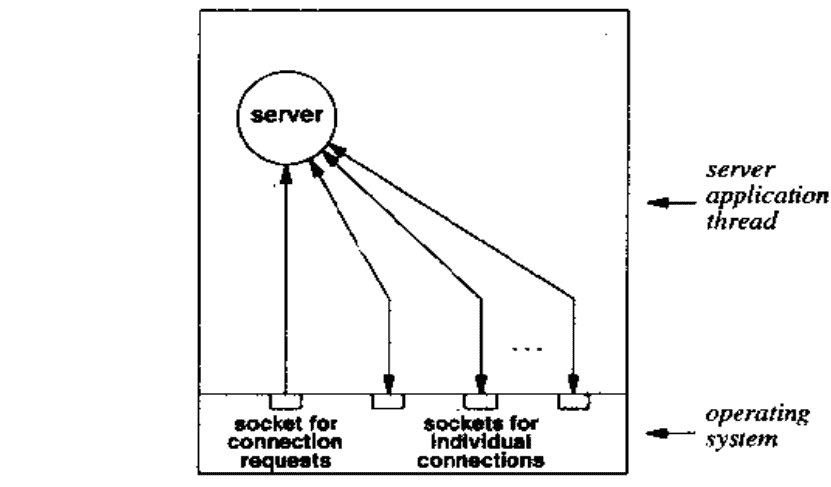 server
server
application
thread
...
socket for
connection
requests
sockets for
individual
connections
operating
system